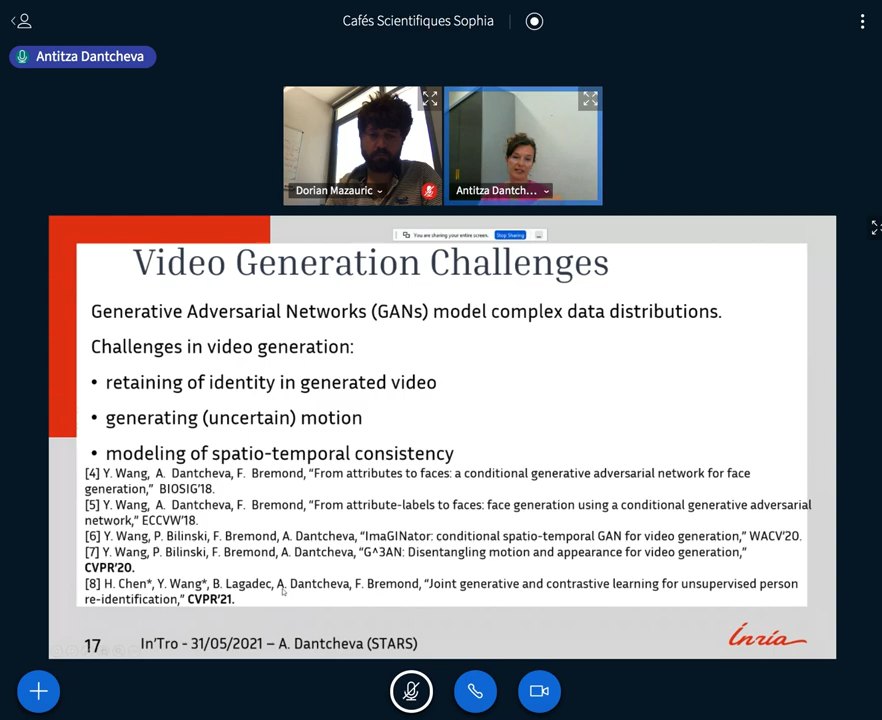 Cafés Scientifiques Sophia
Antitza Dantcheva
Dorian Mazauric
Antitza Dantch...
You are sharing your entire screen. Stop Sharing
Video Generation Challenges
Generative Adversarial Networks (GANs) model complex data distributions.
Challenges in video generation:
• retaining of identity in generated video
• generating (uncertain) motion
• modeling of spatio-temporal consistency
[4] Y. Wang, A. Dantcheva, F. Bremond, “From attributes to faces: a conditional generative adversarial network for face
generation,” BIOSIG’18.
[5] Y. Wang, A. Dantcheva, F. Bremond, “From attribute-labels to faces: face generation using a conditional generative adversarial
network,” ECCVW’18.
[6] Y. Wang, P. Bilinski, F. Bremond, A. Dantcheva, “ImaGINator: conditional spatio-temporal GAN for video generation,” WACV’20.
[7] Y. Wang, P. Bilinski, F. Bremond, A. Dantcheva, “G^3AN: Disentangling motion and appearance for video generation,”
CVPR’20.
[8] H. Chen*, Y. Wang*, B. Lagadec, A. Dantcheva, F. Bremond, “Joint generative and contrastive learning for unsupervised person
re-identification,” CVPR’21.
17 In’Tro - 31/05/2021 – A. Dantcheva (STARS)
Inria